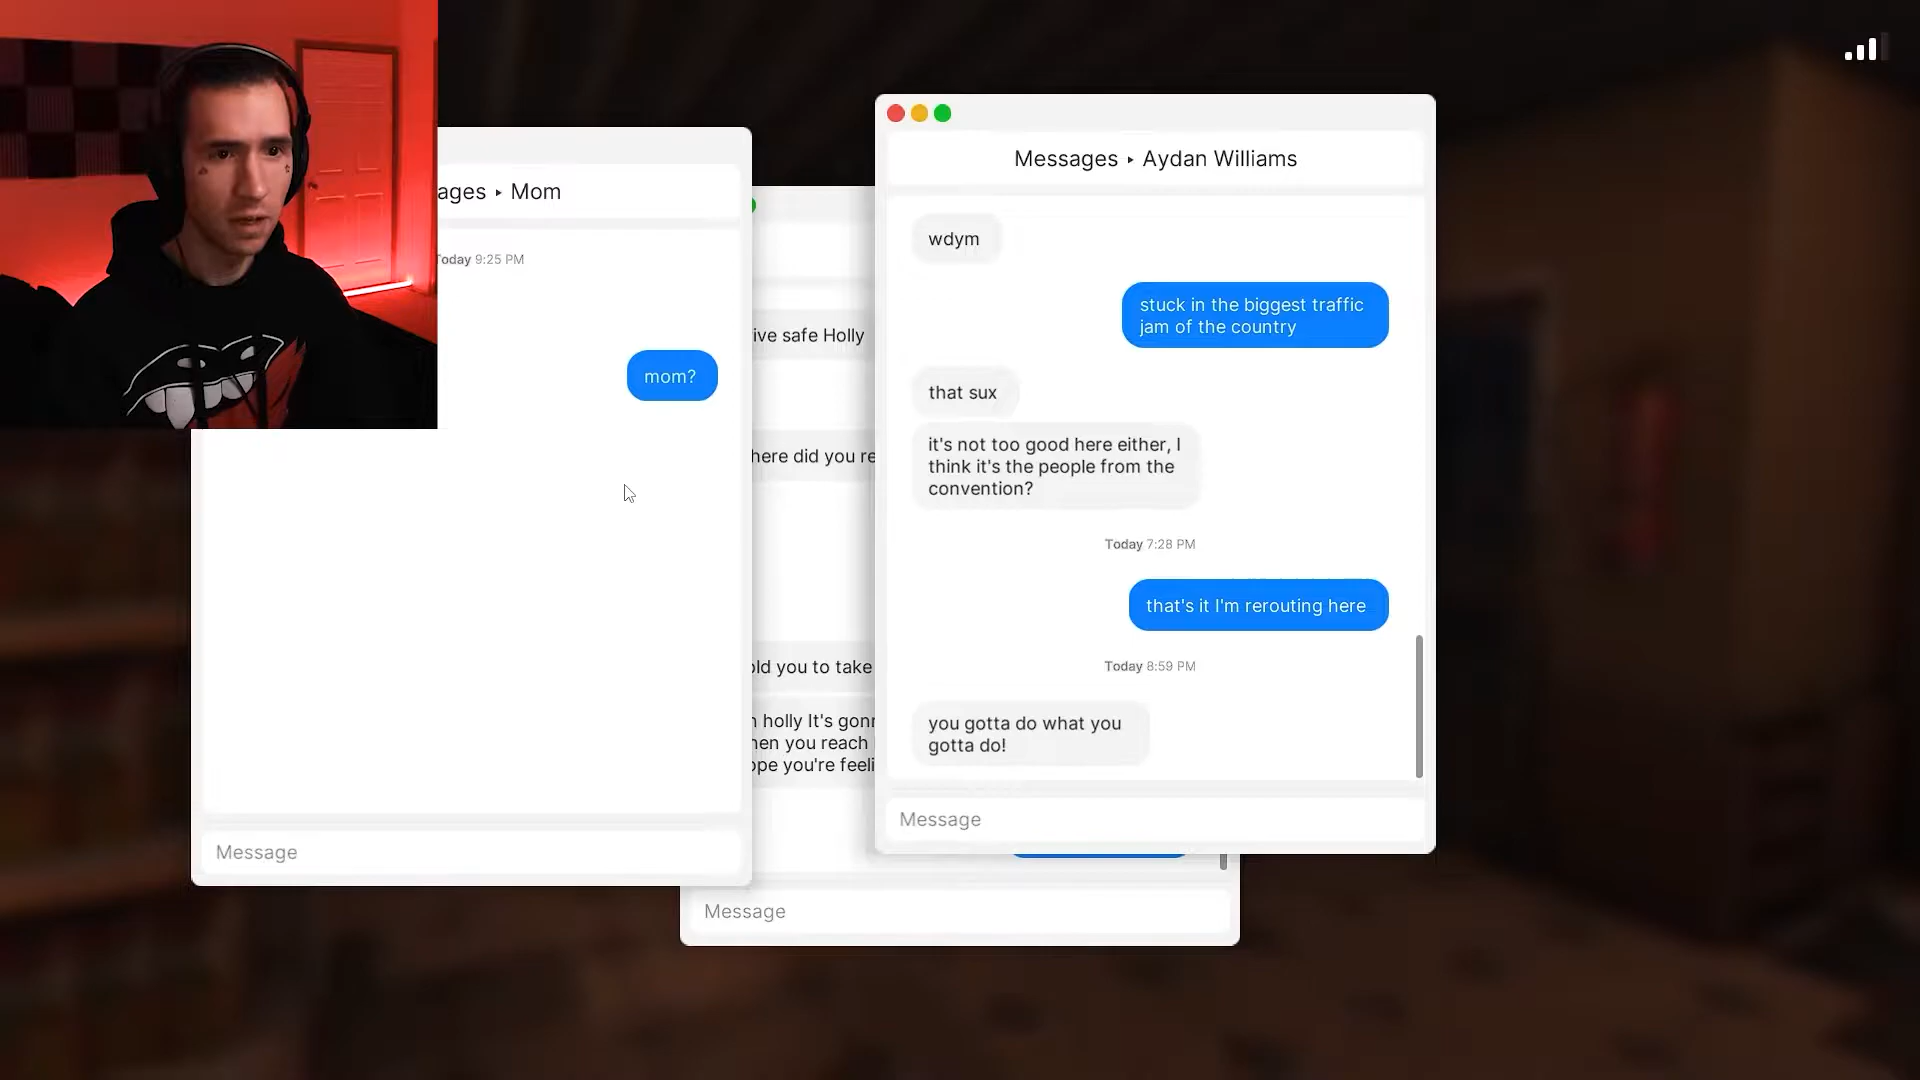 ages ▸ Mom
Today 9:25 PM
mom?
Message
ive safe Holly
here did you re
old you to take
holly It's gon
hen you reach
ope you're feeli
Message
Messages ▸ Aydan Williams
wdym
stuck in the biggest traffic
jam of the country
that sux
it's not too good here either, I
think it's the people from the
convention?
Today 7:28 PM
that's it I'm rerouting here
Today 8:59 PM
you gotta do what you
gotta do!
Message